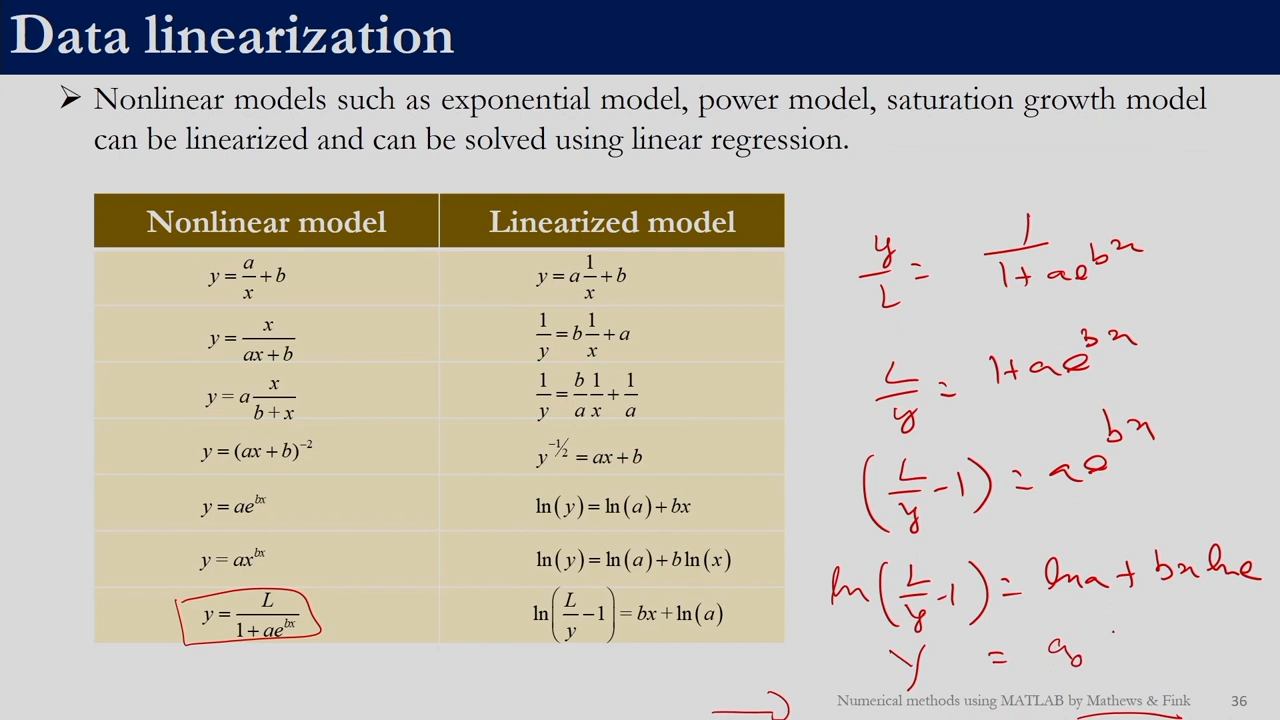 Data linearization
➤ Nonlinear models such as exponential model, power model, saturation growth model
can be linearized and can be solved using linear regression.
Nonlinear model | Linearized model
y = a/x + b | y = a 1/x + b
y = x/(ax + b) | 1/y = b 1/x + a
y = a x/(b + x) | 1/y = b/a 1/x + 1/a
y = (ax + b)^-2 | y^(-1/2) = ax + b
y = ae^bx | ln(y) = ln(a) + bx
y = ax^bx | ln(y) = ln(a) + b ln(x)
y = L/(1 + ae^bx) | ln(L/y - 1) = bx + ln(a)
y/L = 1/(1 + ae^bx)
L/y = 1 + ae^bx
(L/y - 1) = ae^bx
ln(L/y - 1) = ln a + bx ln e
Y = a₀
Numerical methods using MATLAB by Mathews & Fink
36